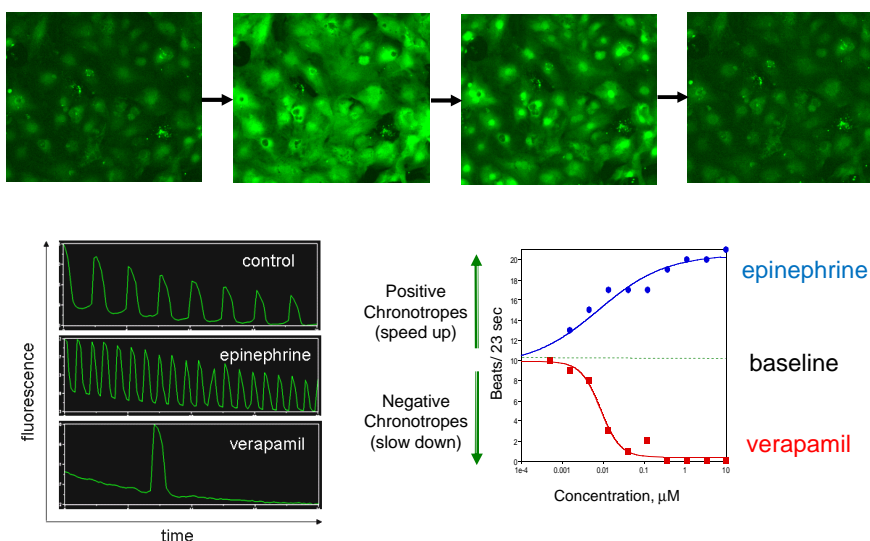 control
epinephrine
verapamil
fluorescence
time
Positive
Chronotropes
(speed up)
Negative
Chronotropes
(slow down)
Beats/ 23 sec
20
18
16
14
12
10
8
6
4
2
0
1e-4
0.001
0.01
0.1
1
10
Concentration, μM
epinephrine
baseline
verapamil